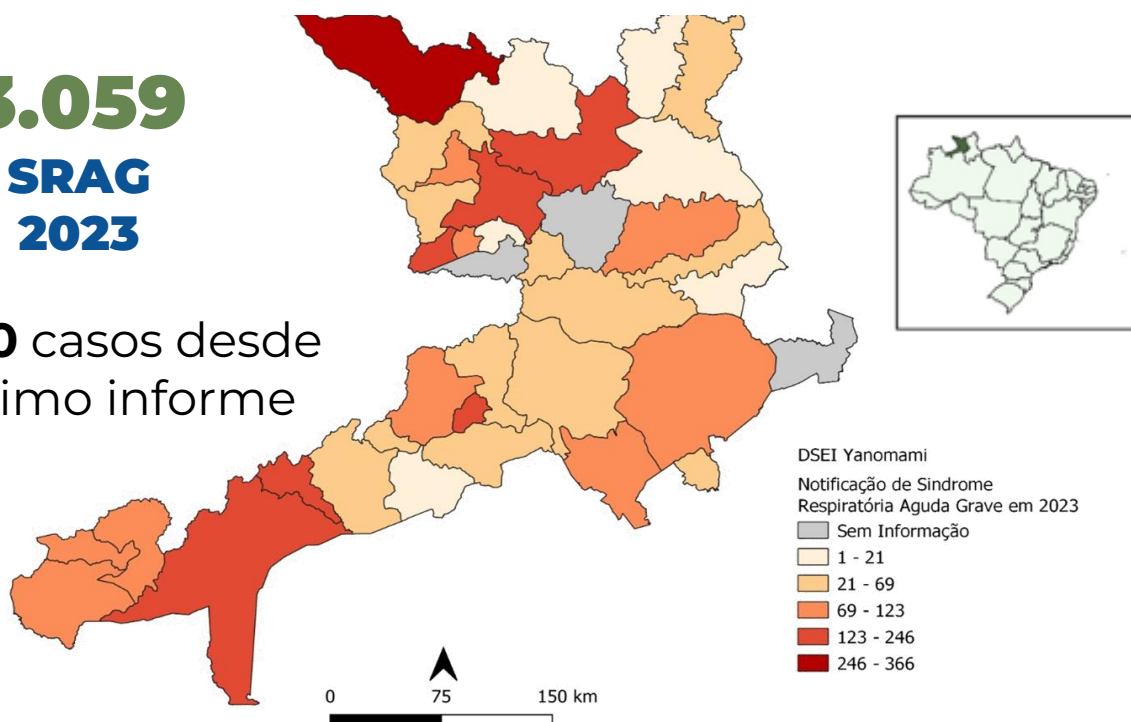 .059
SRAG
2023
0 casos desde
imo informe
DSEI Yanomami
Notificação de Sindrome
Respiratória Aguda Grave em 2023
Sem Informação
1 - 21
21 - 69
69 - 123
123 - 246
246 - 366
0 75 150 km